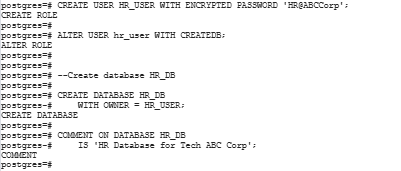 postgres=# CREATE USER HR_USER WITH ENCRYPTED PASSWORD 'HR@ABCCorp';
CREATE ROLE
postgres=#
postgres=# ALTER USER hr_user WITH CREATEDB;
ALTER ROLE
postgres=#
postgres=#
postgres=# --Create database HR_DB
postgres=#
postgres=# CREATE DATABASE HR_DB
postgres-#     WITH OWNER = HR_USER;
CREATE DATABASE
postgres=#
postgres=# COMMENT ON DATABASE HR_DB
postgres-#     IS 'HR Database for Tech ABC Corp';
COMMENT
postgres=#